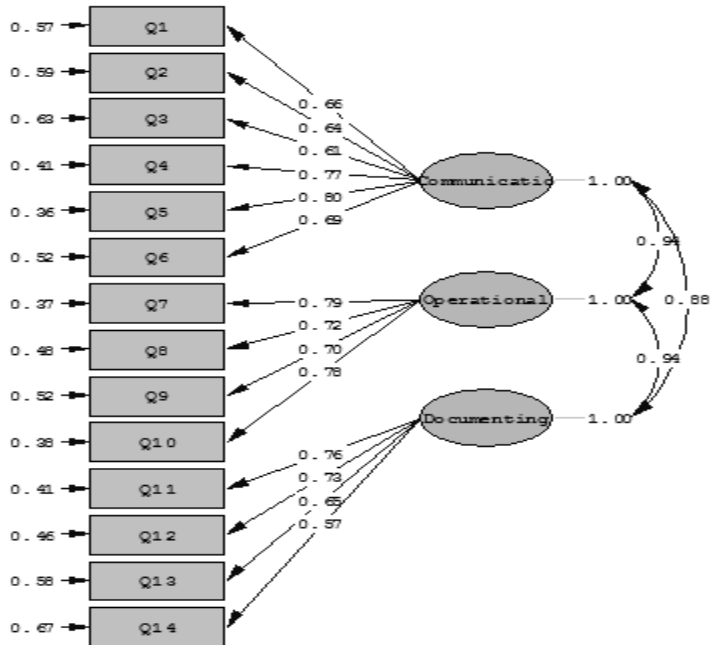 0.57 Q1
0.59 Q2
0.63 Q3
0.41 Q4
0.36 Q5
0.52 Q6
0.37 Q7
0.48 Q8
0.52 Q9
0.38 Q10
0.41 Q11
0.46 Q12
0.58 Q13
0.67 Q14
0.66
0.64
0.61
0.77
0.80
0.69
0.79
0.72
0.70
0.78
0.76
0.73
0.65
0.57
Communicatio 1.00
Operational 1.00
Documenting 1.00
0.94
0.88
0.94